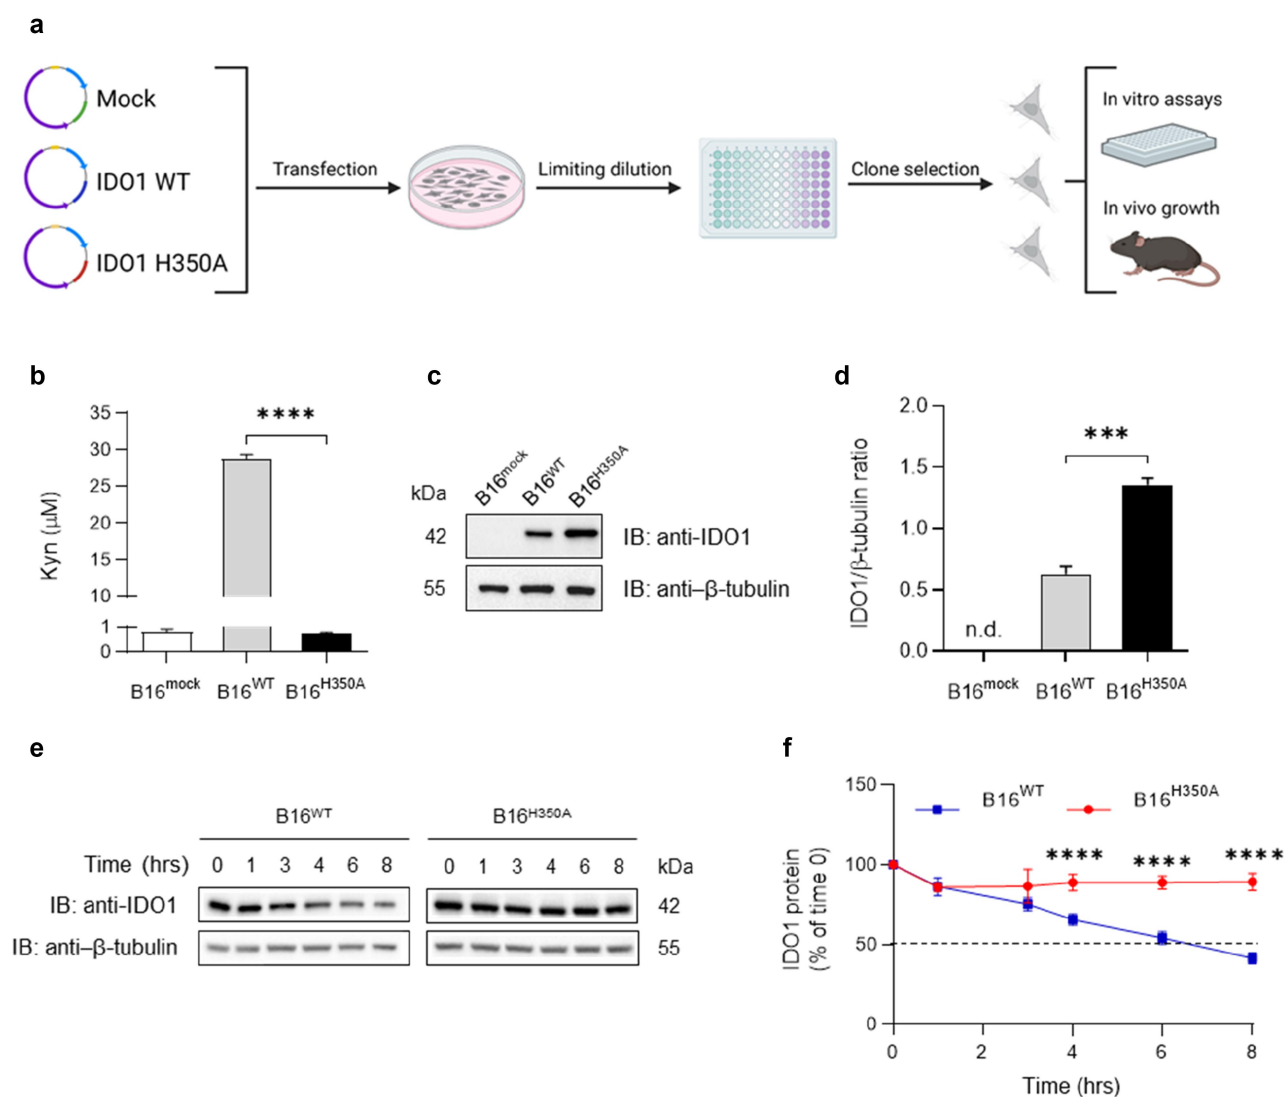 a
Mock
IDO1 WT
IDO1 H350A
Transfection
Limiting dilution
Clone selection
In vitro assays
In vivo growth
b
35
30
25
20
15
10
1
0
Kyn (μM)
****
B16mock
B16WT
B16H350A
c
kDa
B16mock
B16WT
B16H350A
42
IB: anti-IDO1
55
IB: anti–β-tubulin
d
2.0
1.5
1.0
0.5
0.0
IDO1/β-tubulin ratio
***
n.d.
B16mock
B16WT
B16H350A
e
B16WT
B16H350A
Time (hrs) 0 1 3 4 6 8 0 1 3 4 6 8 kDa
IB: anti-IDO1 42
IB: anti–β-tubulin 55
f
150
100
50
0
IDO1 protein
(% of time 0)
B16WT
B16H350A
**** **** ****
0 2 4 6 8
Time (hrs)